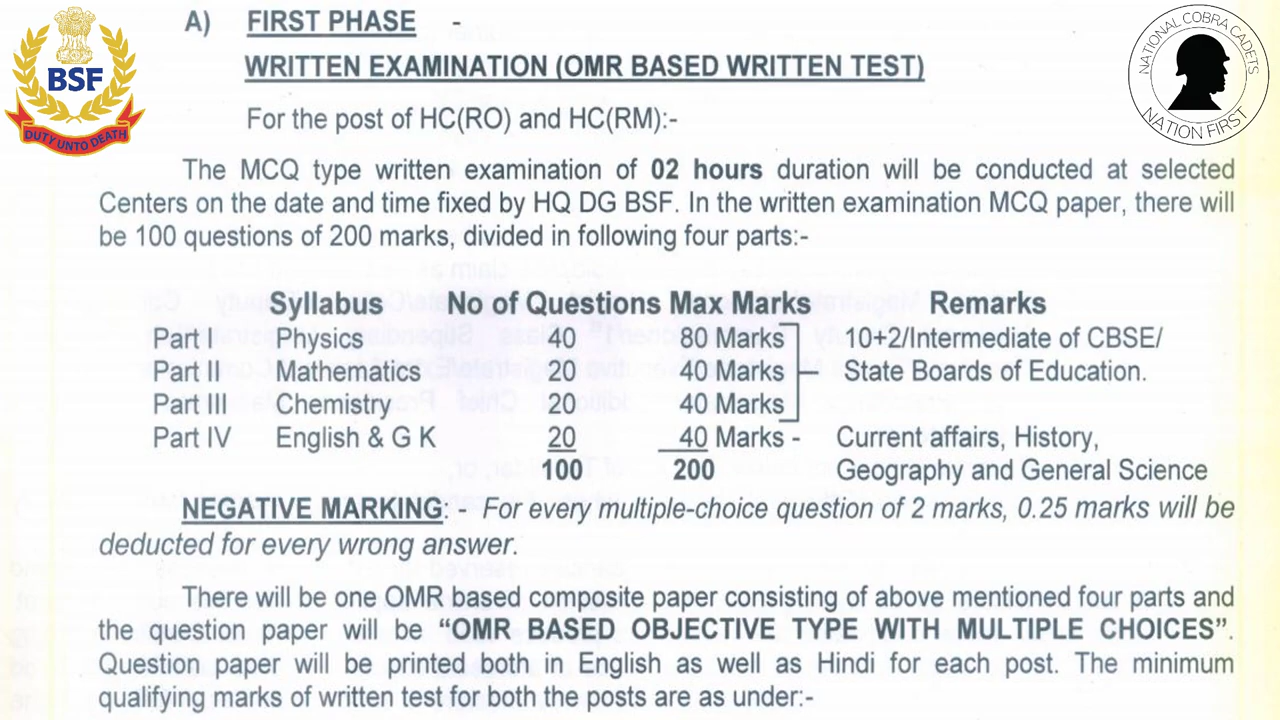 A) FIRST PHASE -
WRITTEN EXAMINATION (OMR BASED WRITTEN TEST)
For the post of HC(RO) and HC(RM):-
The MCQ type written examination of 02 hours duration will be conducted at selected
Centers on the date and time fixed by HQ DG BSF. In the written examination MCQ paper, there will
be 100 questions of 200 marks, divided in following four parts:-
Syllabus No of Questions Max Marks Remarks
Part I Physics 40 80 Marks 10+2/Intermediate of CBSE/
Part II Mathematics 20 40 Marks State Boards of Education.
Part III Chemistry 20 40 Marks
Part IV English & G K 20 40 Marks - Current affairs, History,
100 200 Geography and General Science
NEGATIVE MARKING: - For every multiple-choice question of 2 marks, 0.25 marks will be
deducted for every wrong answer.
There will be one OMR based composite paper consisting of above mentioned four parts and
the question paper will be “OMR BASED OBJECTIVE TYPE WITH MULTIPLE CHOICES”.
Question paper will be printed both in English as well as Hindi for each post. The minimum
qualifying marks of written test for both the posts are as under:-
BSF
DUTY UNTO DEATH
NATIONAL COBRA CADETS
NATION FIRST